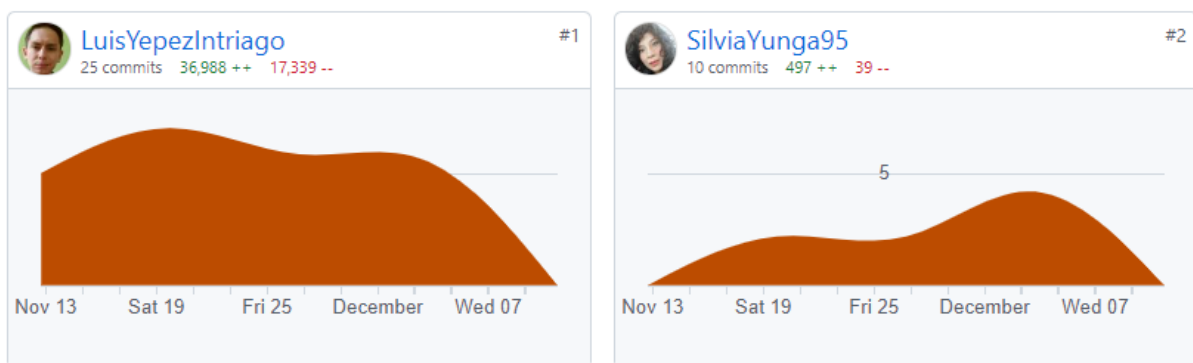 LuisYepezIntriago #1
25 commits 36,988 ++ 17,339 --
Nov 13 Sat 19 Fri 25 December Wed 07
SilviaYunga95 #2
10 commits 497 ++ 39 --
5
Nov 13 Sat 19 Fri 25 December Wed 07